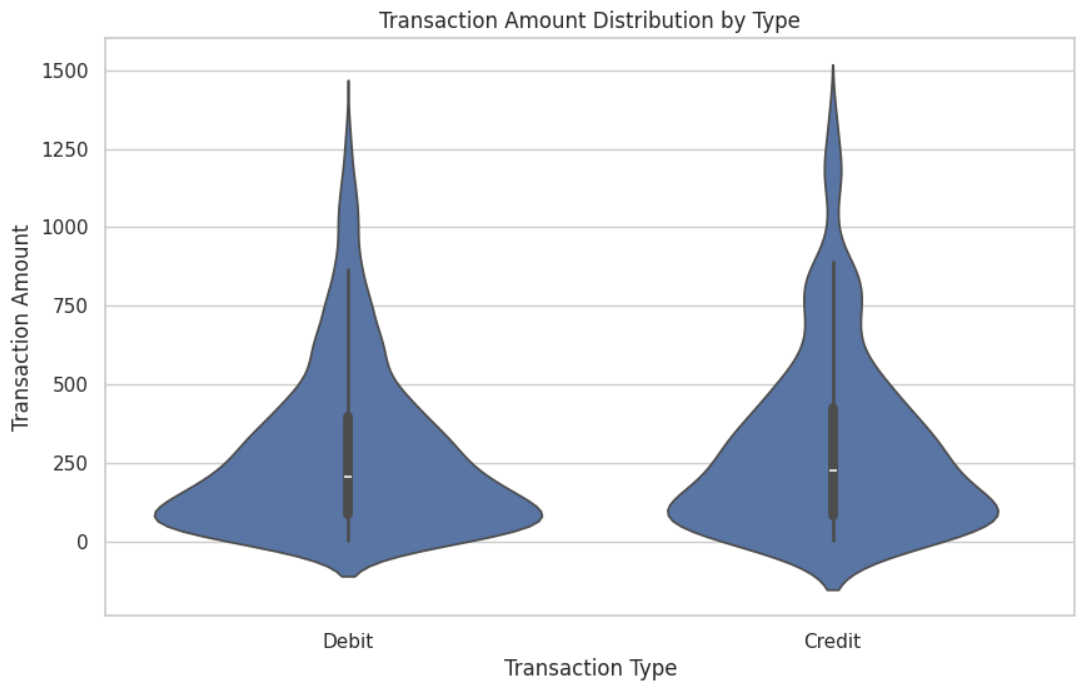 Transaction Amount Distribution by Type
1500
1250
1000
750
500
250
0
Transaction Amount
Debit
Credit
Transaction Type